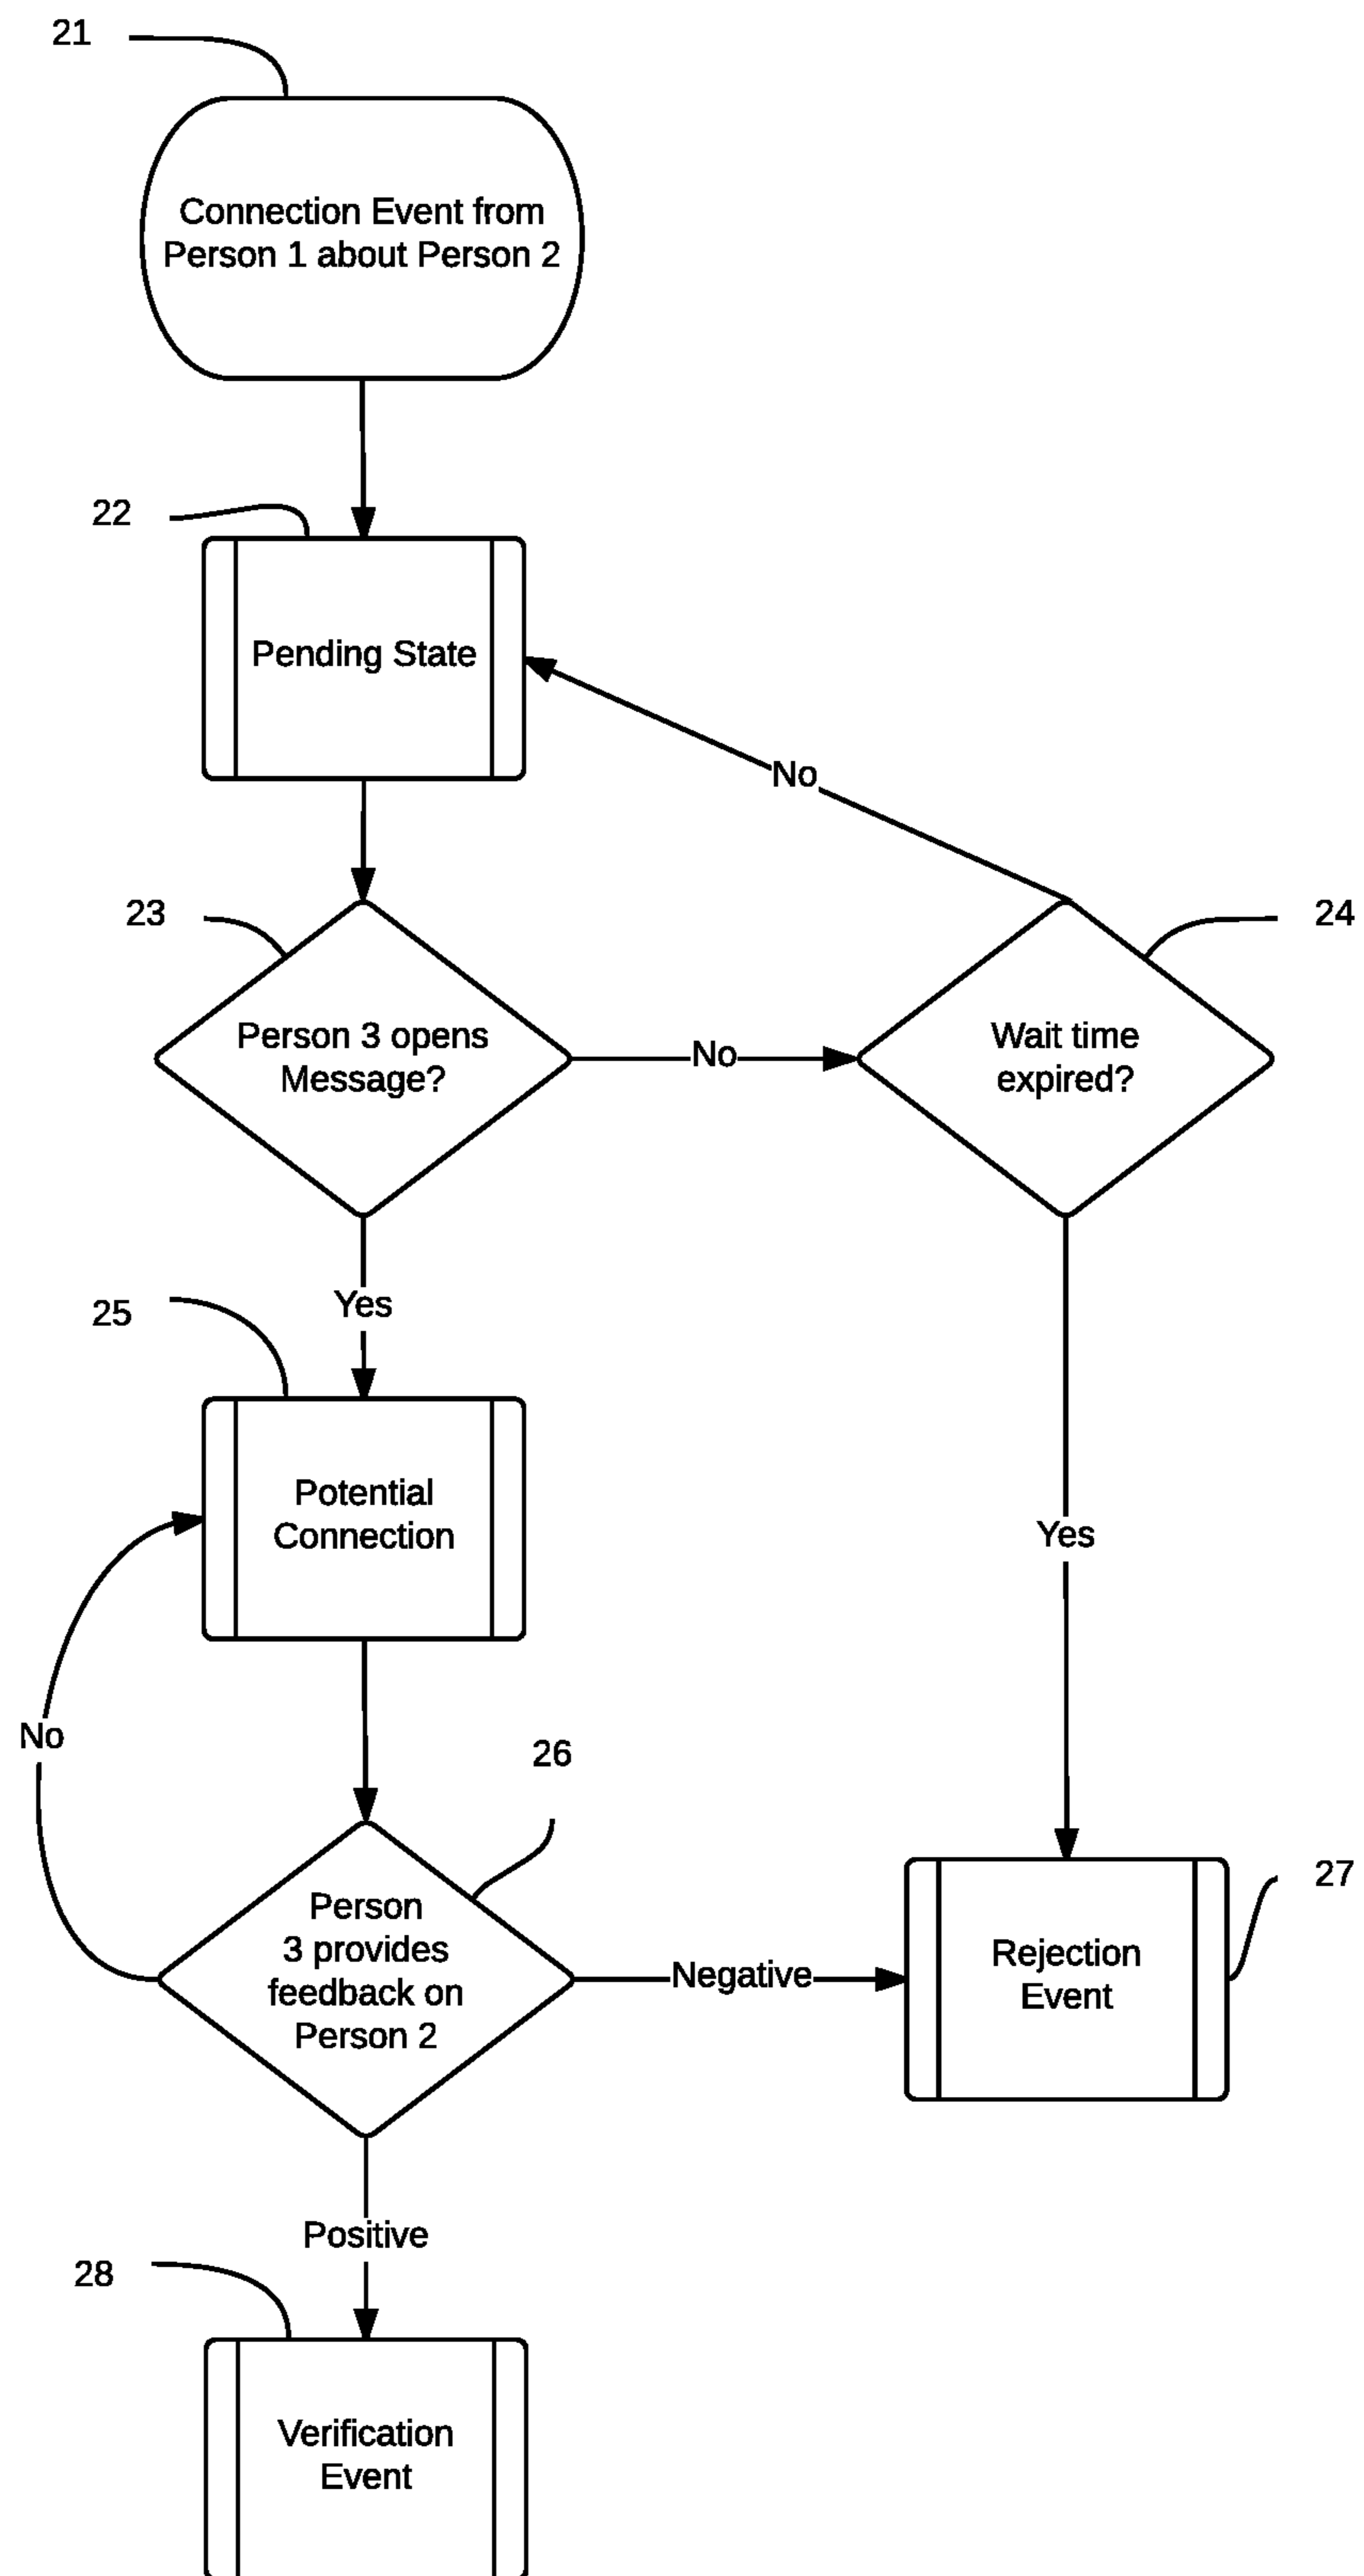 21
Connection Event from
Person 1 about Person 2
22
Pending State
No
23
24
Person 3 opens
Message?
No
Wait time
expired?
Yes
25
Potential
Connection
Yes
No
26
Person
3 provides
feedback on
Person 2
Negative
27
Rejection
Event
Positive
28
Verification
Event